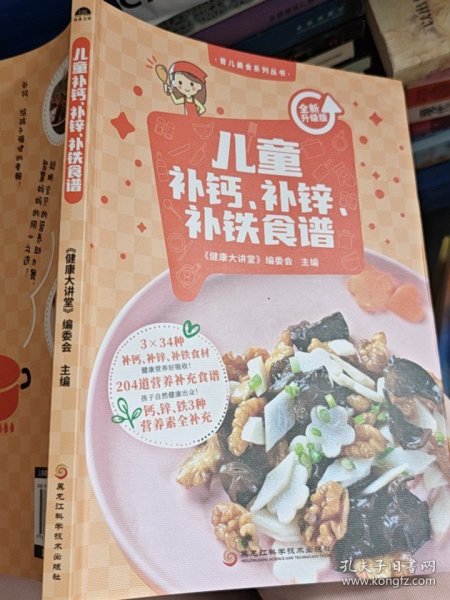 育儿美食系列丛书
全新
升级版
儿童
补钙、补锌、
补铁食谱
《健康大讲堂》编委会 主编
3×34种
补钙、补锌、补铁食材
健康营养好吸收!
204道营养补充食谱
孩子自然健康出众!
钙、锌、铁3种
营养素全补充
黑龙江科学技术出版社
儿童补钙、补锌、补铁食谱
《健康大讲堂》编委会 主编
黑龙江科学技术出版社
孔夫子旧书网
kongfz.com